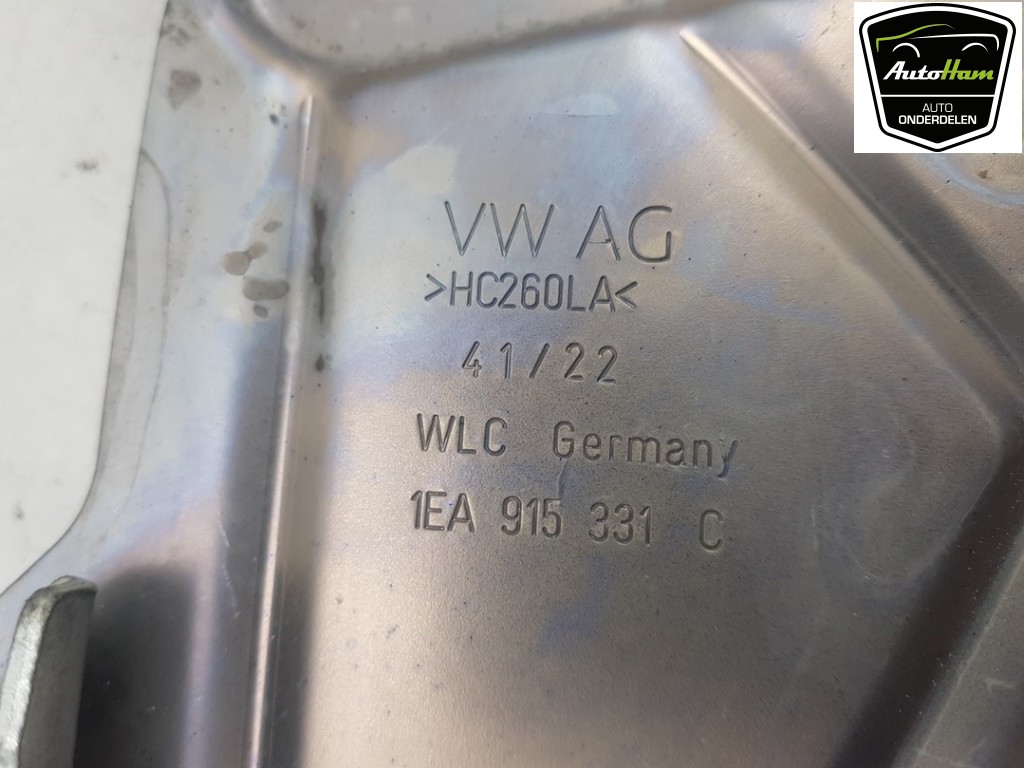 AutoHam
AUTO
ONDERDELEN
VW AG
>HC260LA<
41/22
WLC Germany
1EA 915 331 C